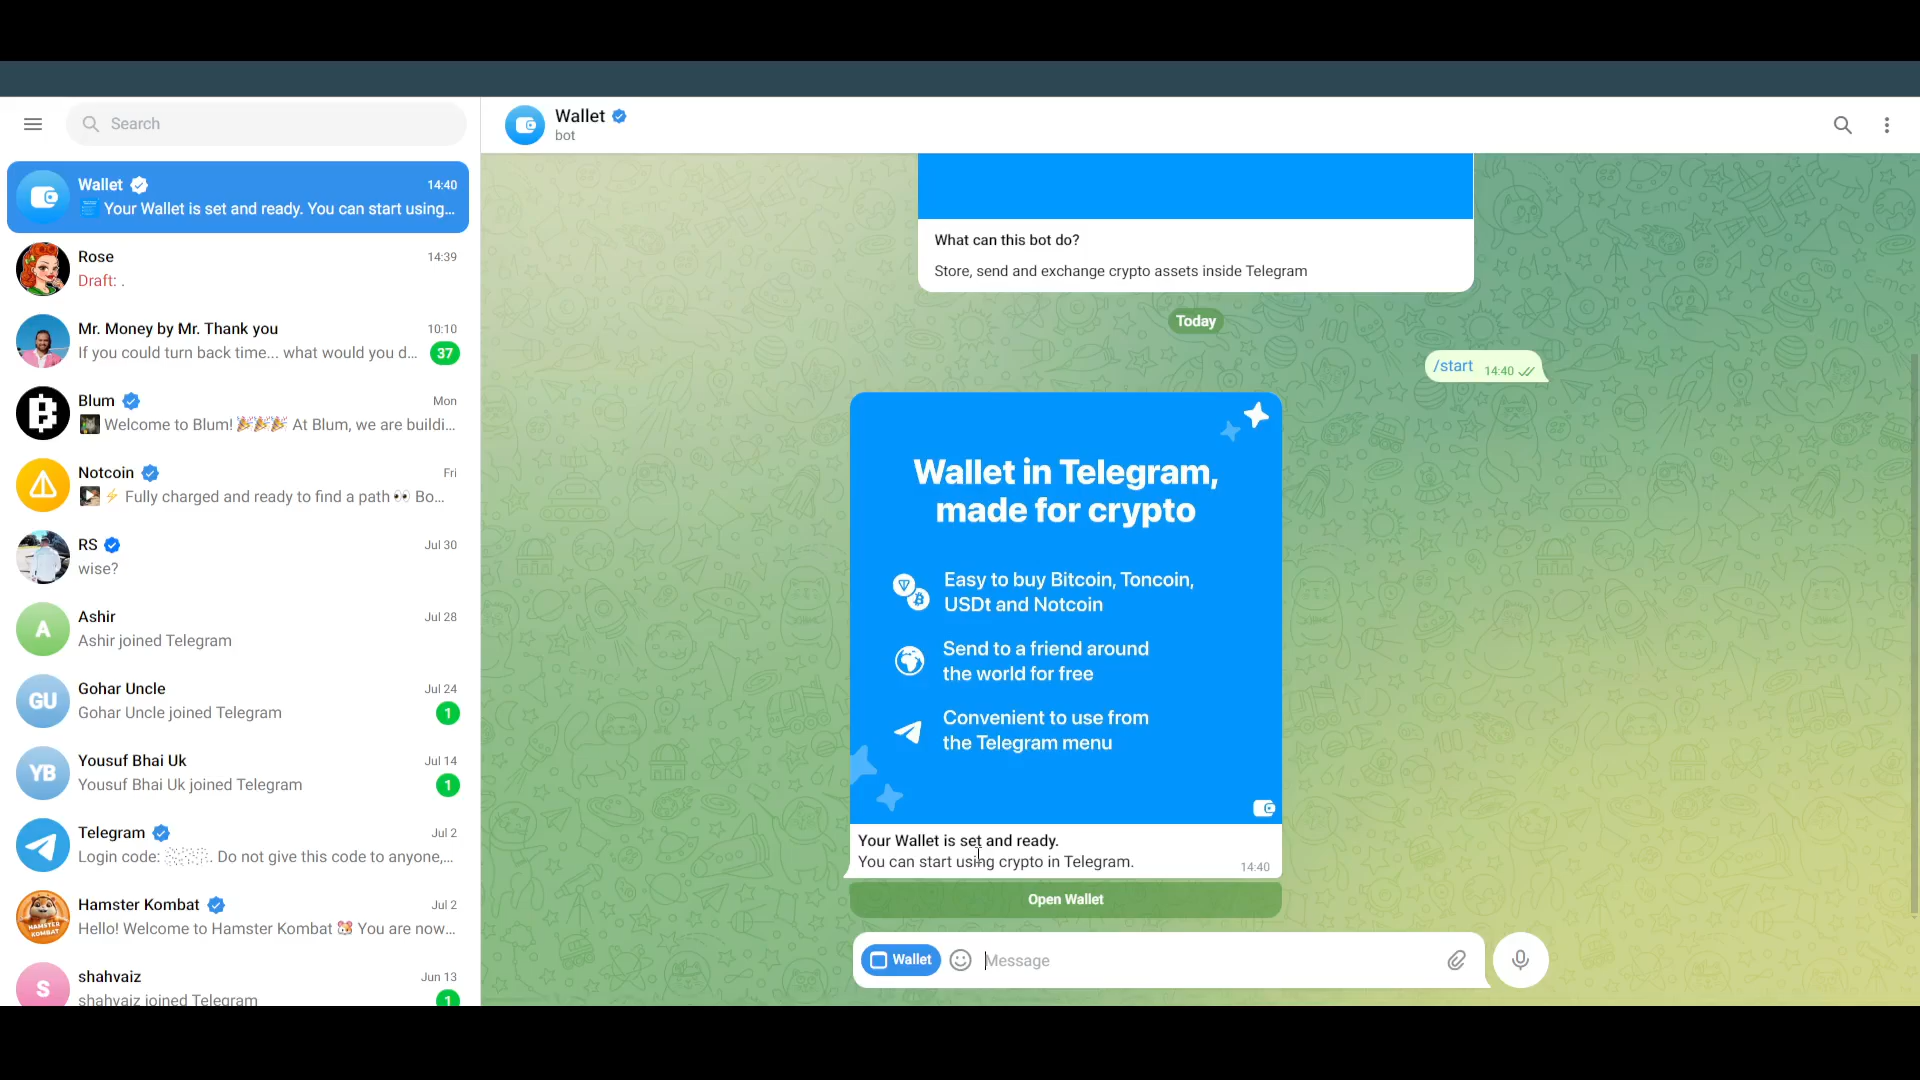 Search
Wallet
14:40
Your Wallet is set and ready. You can start using...
Rose
14:39
Draft: .
Mr. Money by Mr. Thank you
10:10
If you could turn back time... what would you d...
37
Blum
Mon
Welcome to Blum! 🎉🎉🎉 At Blum, we are buildi...
Notcoin
Fri
⚡ Fully charged and ready to find a path 👀 Bo...
RS
Jul 30
wise?
A
Ashir
Jul 28
Ashir joined Telegram
GU
Gohar Uncle
Jul 24
Gohar Uncle joined Telegram
1
YB
Yousuf Bhai Uk
Jul 14
Yousuf Bhai Uk joined Telegram
1
Telegram
Jul 2
Login code: . Do not give this code to anyone,...
HAMSTER
KOMBAT
Hamster Kombat
Jul 2
Hello! Welcome to Hamster Kombat 🐹 You are now...
S
shahvaiz
Jun 13
shahvaiz joined Telegram
1
Wallet
bot
What can this bot do?
Store, send and exchange crypto assets inside Telegram
Today
/start 14:40
Wallet in Telegram,
made for crypto
Easy to buy Bitcoin, Toncoin,
USDt and Notcoin
Send to a friend around
the world for free
Convenient to use from
the Telegram menu
Your Wallet is set and ready.
You can start using crypto in Telegram.
14:40
Open Wallet
Wallet
Message